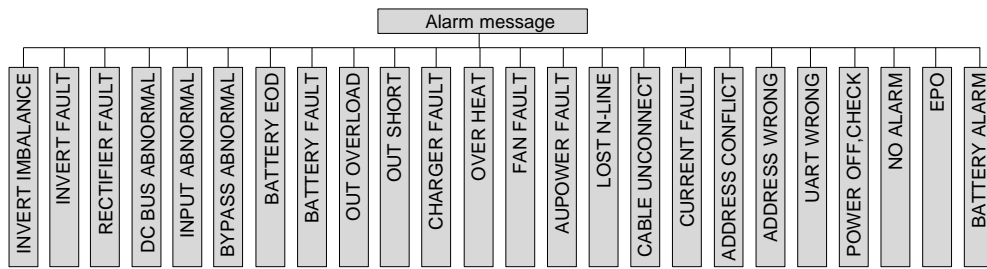 Alarm message
INVERT IMBALANCE
INVERT FAULT
RECTIFIER FAULT
DC BUS ABNORMAL
INPUT ABNORMAL
BYPASS ABNORMAL
BATTERY EOD
BATTERY FAULT
OUT OVERLOAD
OUT SHORT
CHARGER FAULT
OVER HEAT
FAN FAULT
AUPOWER FAULT
LOST N-LINE
CABLE UNCONNECT
CURRENT FAULT
ADDRESS CONFLICT
ADDRESS WRONG
UART WRONG
POWER OFF,CHECK
NO ALARM
EPO
BATTERY ALARM